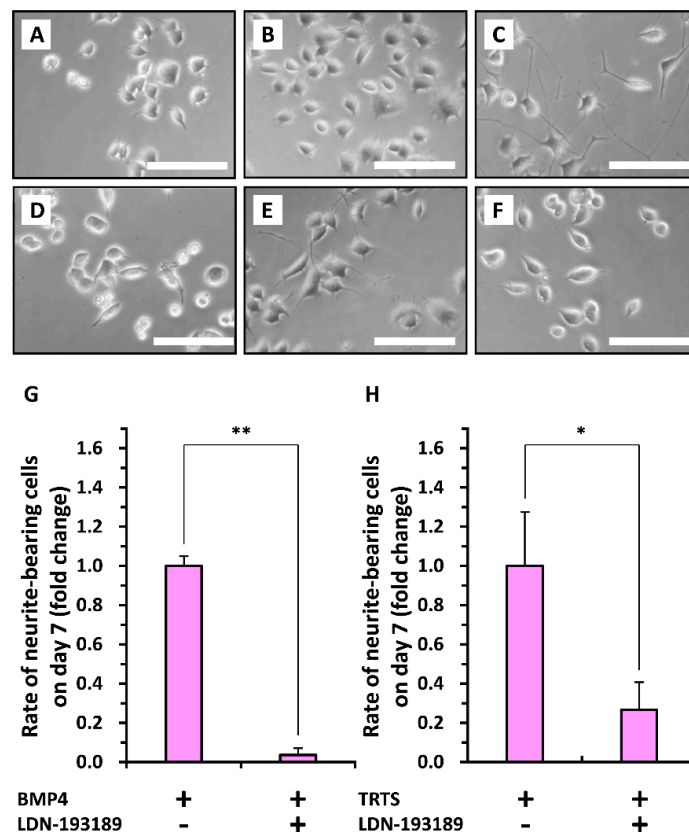 A B C
D E F
G H
** *
Rate of neurite-bearing cells
on day 7 (fold change)
1.6
1.4
1.2
1.0
0.8
0.6
0.4
0.2
0.0
Rate of neurite-bearing cells
on day 7 (fold change)
1.6
1.4
1.2
1.0
0.8
0.6
0.4
0.2
0.0
BMP4 + +
LDN-193189 - +
TRTS + +
LDN-193189 - +